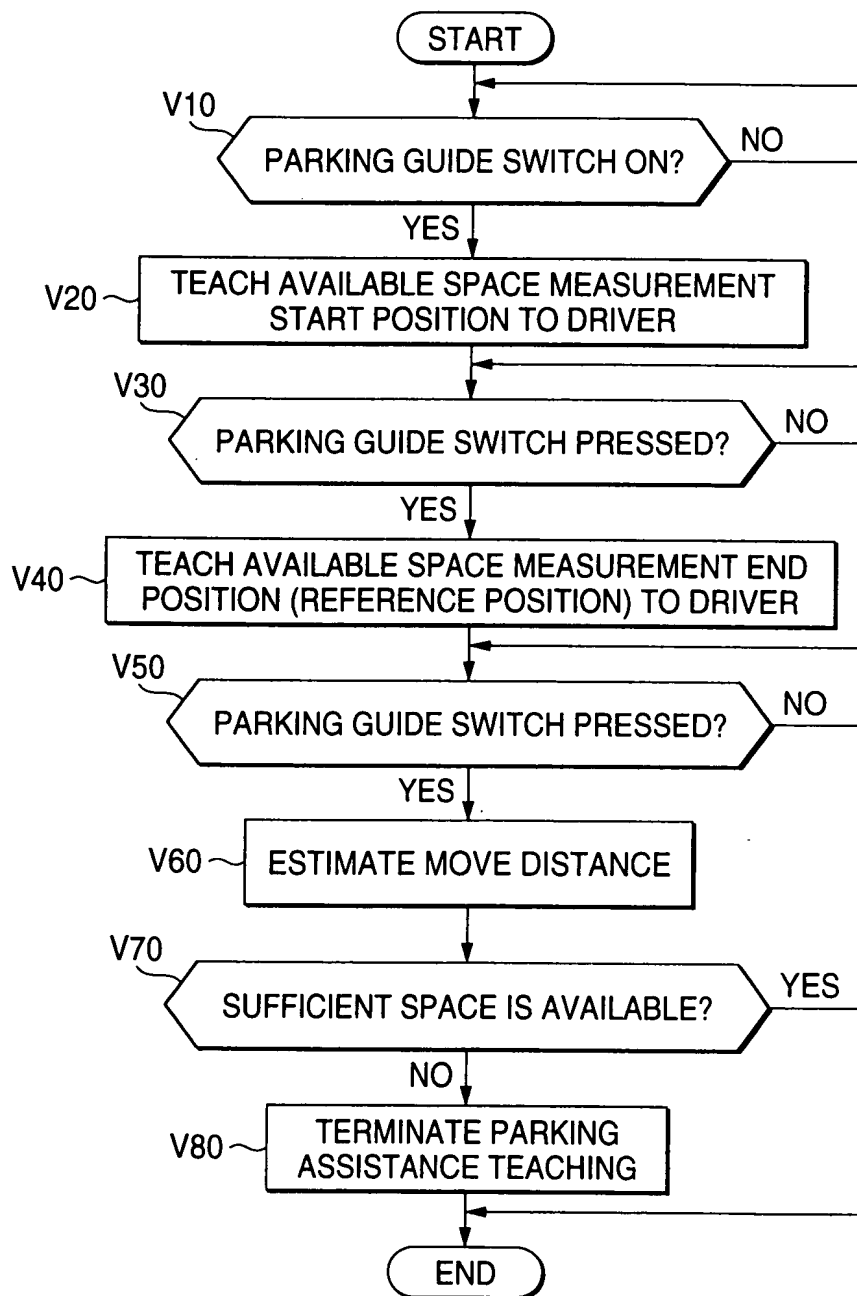 START
V10
PARKING GUIDE SWITCH ON?
NO
YES
V20
TEACH AVAILABLE SPACE MEASUREMENT
START POSITION TO DRIVER
V30
PARKING GUIDE SWITCH PRESSED?
NO
YES
V40
TEACH AVAILABLE SPACE MEASUREMENT END
POSITION (REFERENCE POSITION) TO DRIVER
V50
PARKING GUIDE SWITCH PRESSED?
NO
YES
V60
ESTIMATE MOVE DISTANCE
V70
SUFFICIENT SPACE IS AVAILABLE?
YES
NO
V80
TERMINATE PARKING
ASSISTANCE TEACHING
END